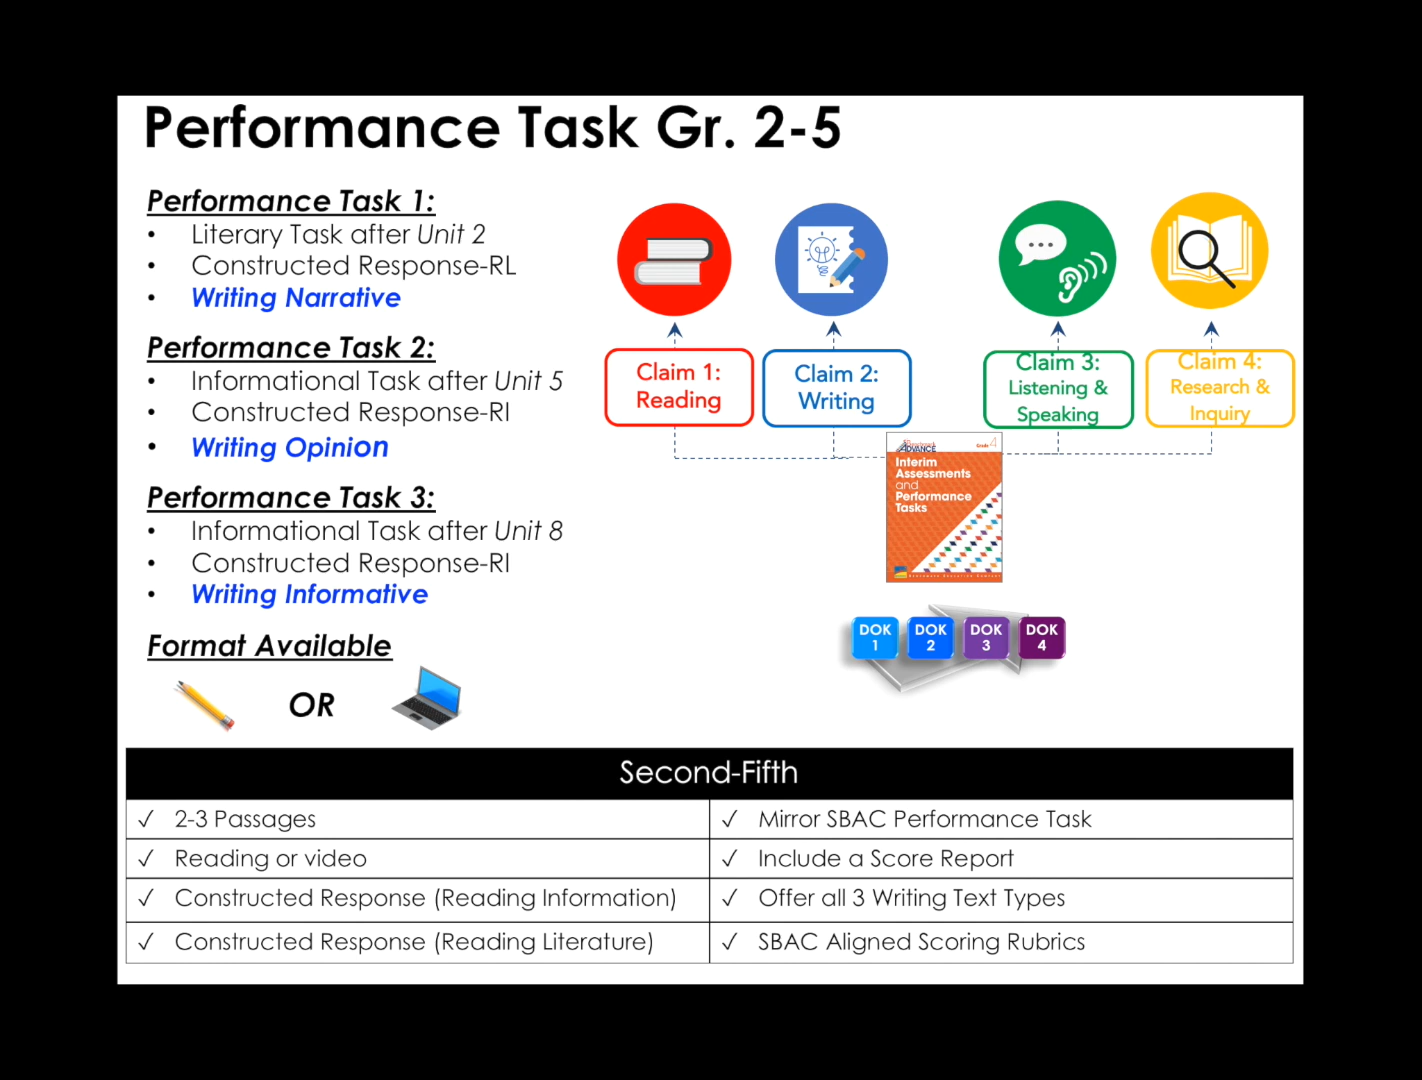 Performance Task Gr. 2-5
Performance Task 1:
• Literary Task after Unit 2
• Constructed Response-RL
• Writing Narrative
Performance Task 2:
• Informational Task after Unit 5
• Constructed Response-RI
• Writing Opinion
Performance Task 3:
• Informational Task after Unit 8
• Constructed Response-RI
• Writing Informative
Format Available
OR
Claim 1:
Reading
Claim 2:
Writing
Claim 3:
Listening &
Speaking
Claim 4:
Research &
Inquiry
Benchmark
ADVANCE
Grade 4
Interim
Assessments
and
Performance
Tasks
DOK
1
DOK
2
DOK
3
DOK
4
Second-Fifth
✓ 2-3 Passages
✓ Mirror SBAC Performance Task
✓ Reading or video
✓ Include a Score Report
✓ Constructed Response (Reading Information)
✓ Offer all 3 Writing Text Types
✓ Constructed Response (Reading Literature)
✓ SBAC Aligned Scoring Rubrics